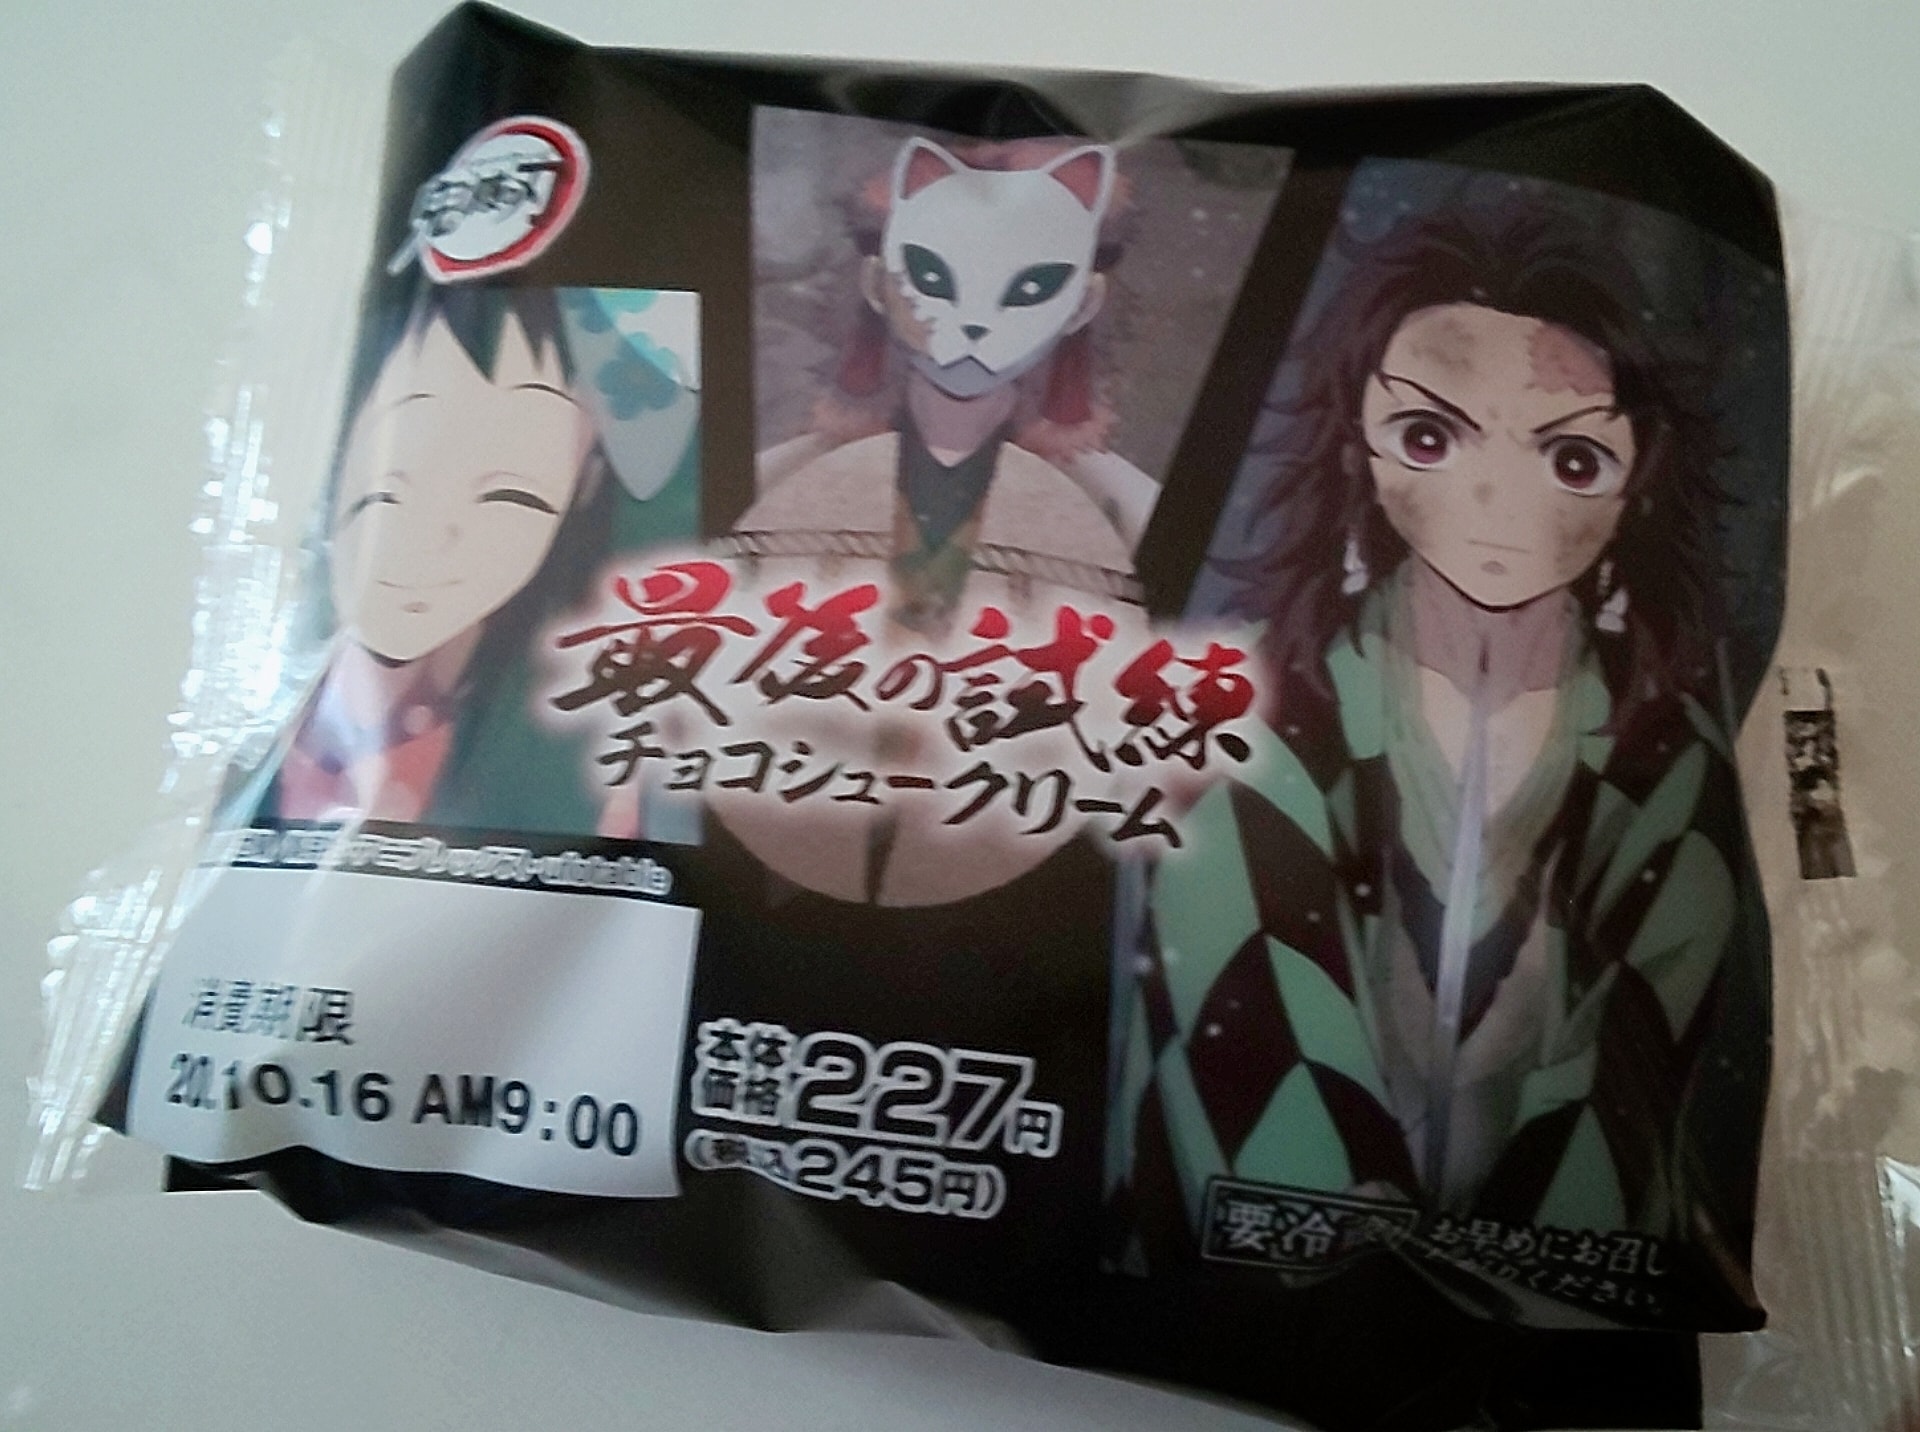 最後の試練
チョコシュークリーム
消費期限
20.10.16 AM9:00
本体
価格227円
(税込245円)
要冷
お早めにお召し
ください。